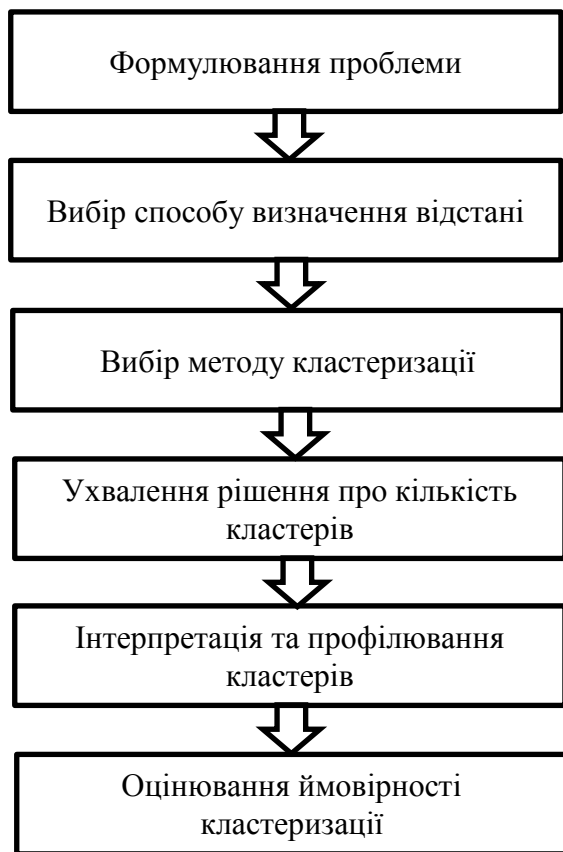 Формулювання проблеми
Вибір способу визначення відстані
Вибір методу кластеризації
Ухвалення рішення про кількість
кластерів
Інтерпретація та профілювання
кластерів
Оцінювання ймовірності
кластеризації